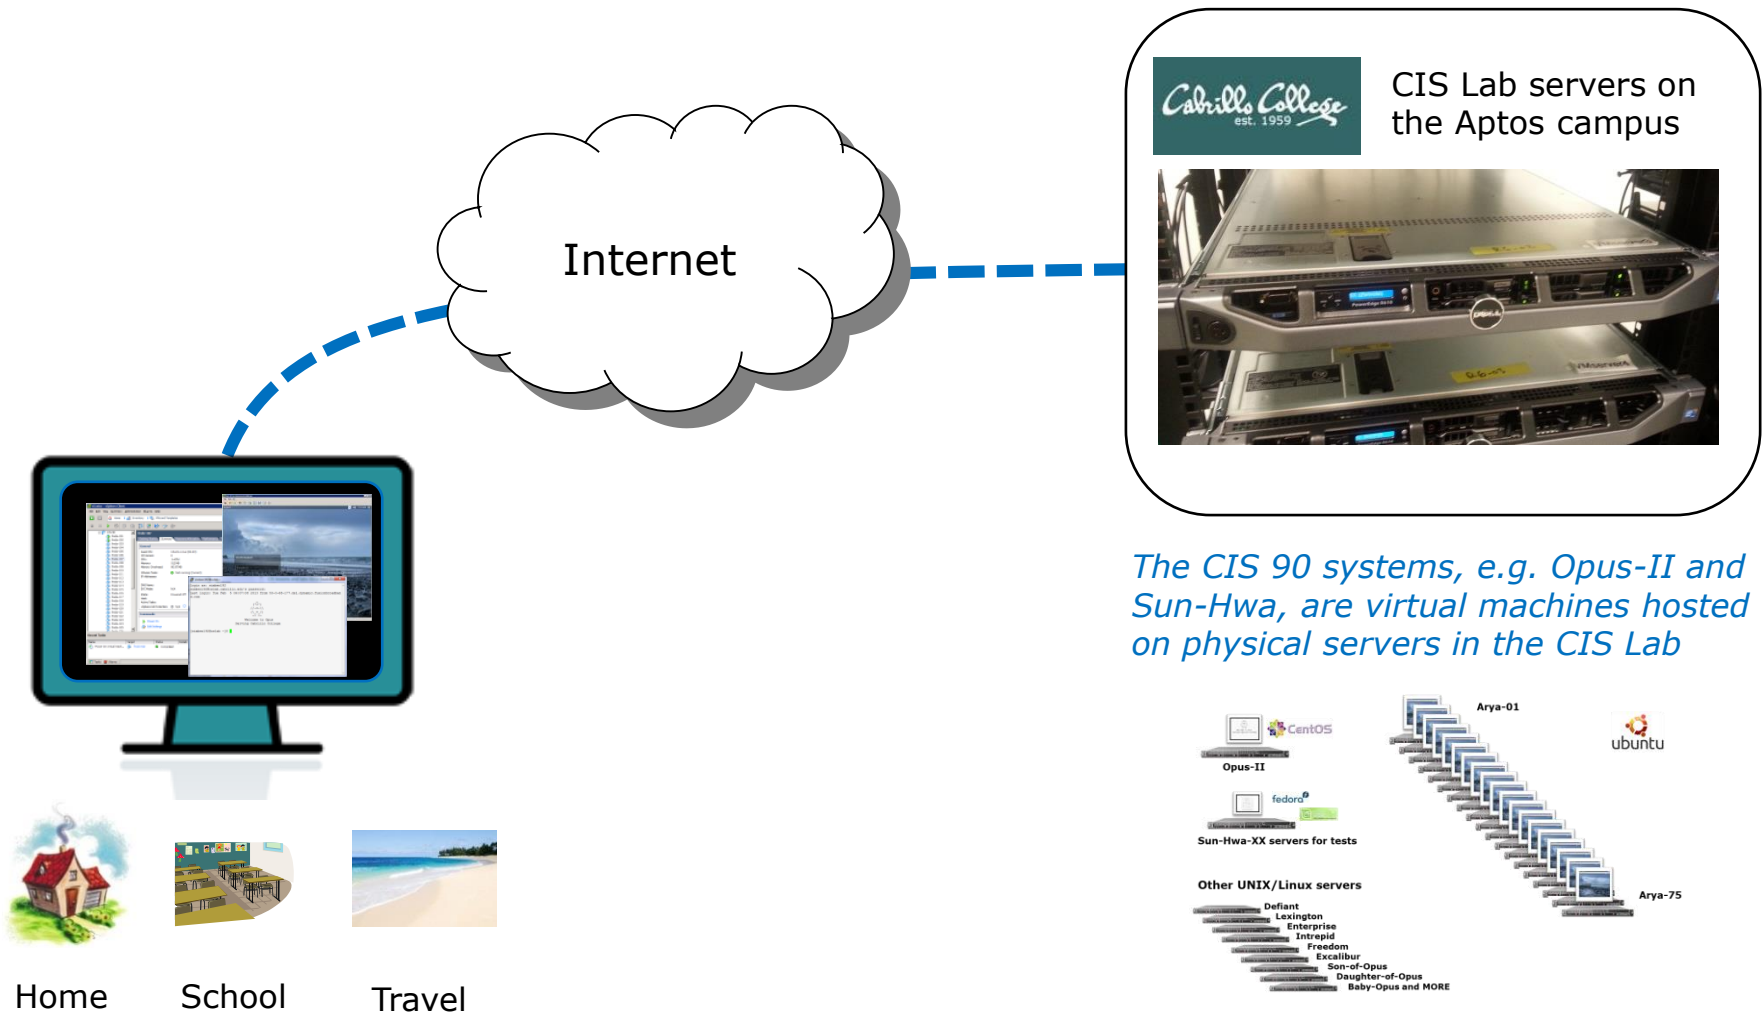 Cabrillo College
est. 1959
CIS Lab servers on
the Aptos campus
Internet
DELL
VMserver4
The CIS 90 systems, e.g. Opus-II and
Sun-Hwa, are virtual machines hosted
on physical servers in the CIS Lab
CentOS
Opus-II
fedora
Sun-Hwa-XX servers for tests
Arya-01
ubuntu
Arya-75
Other UNIX/Linux servers
Defiant
Lexington
Enterprise
Intrepid
Freedom
Excalibur
Son-of-Opus
Daughter-of-Opus
Baby-Opus and MORE
Home
School
Travel